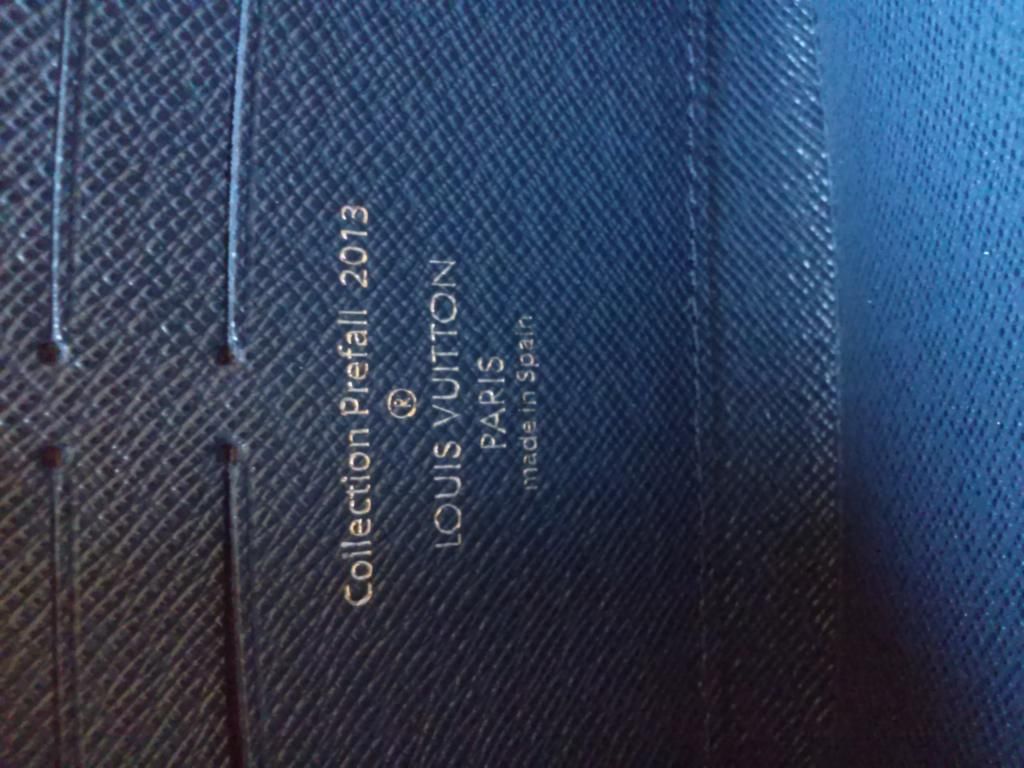 Collection Prefall 2013
®
LOUIS VUITTON
PARIS
made in Spain